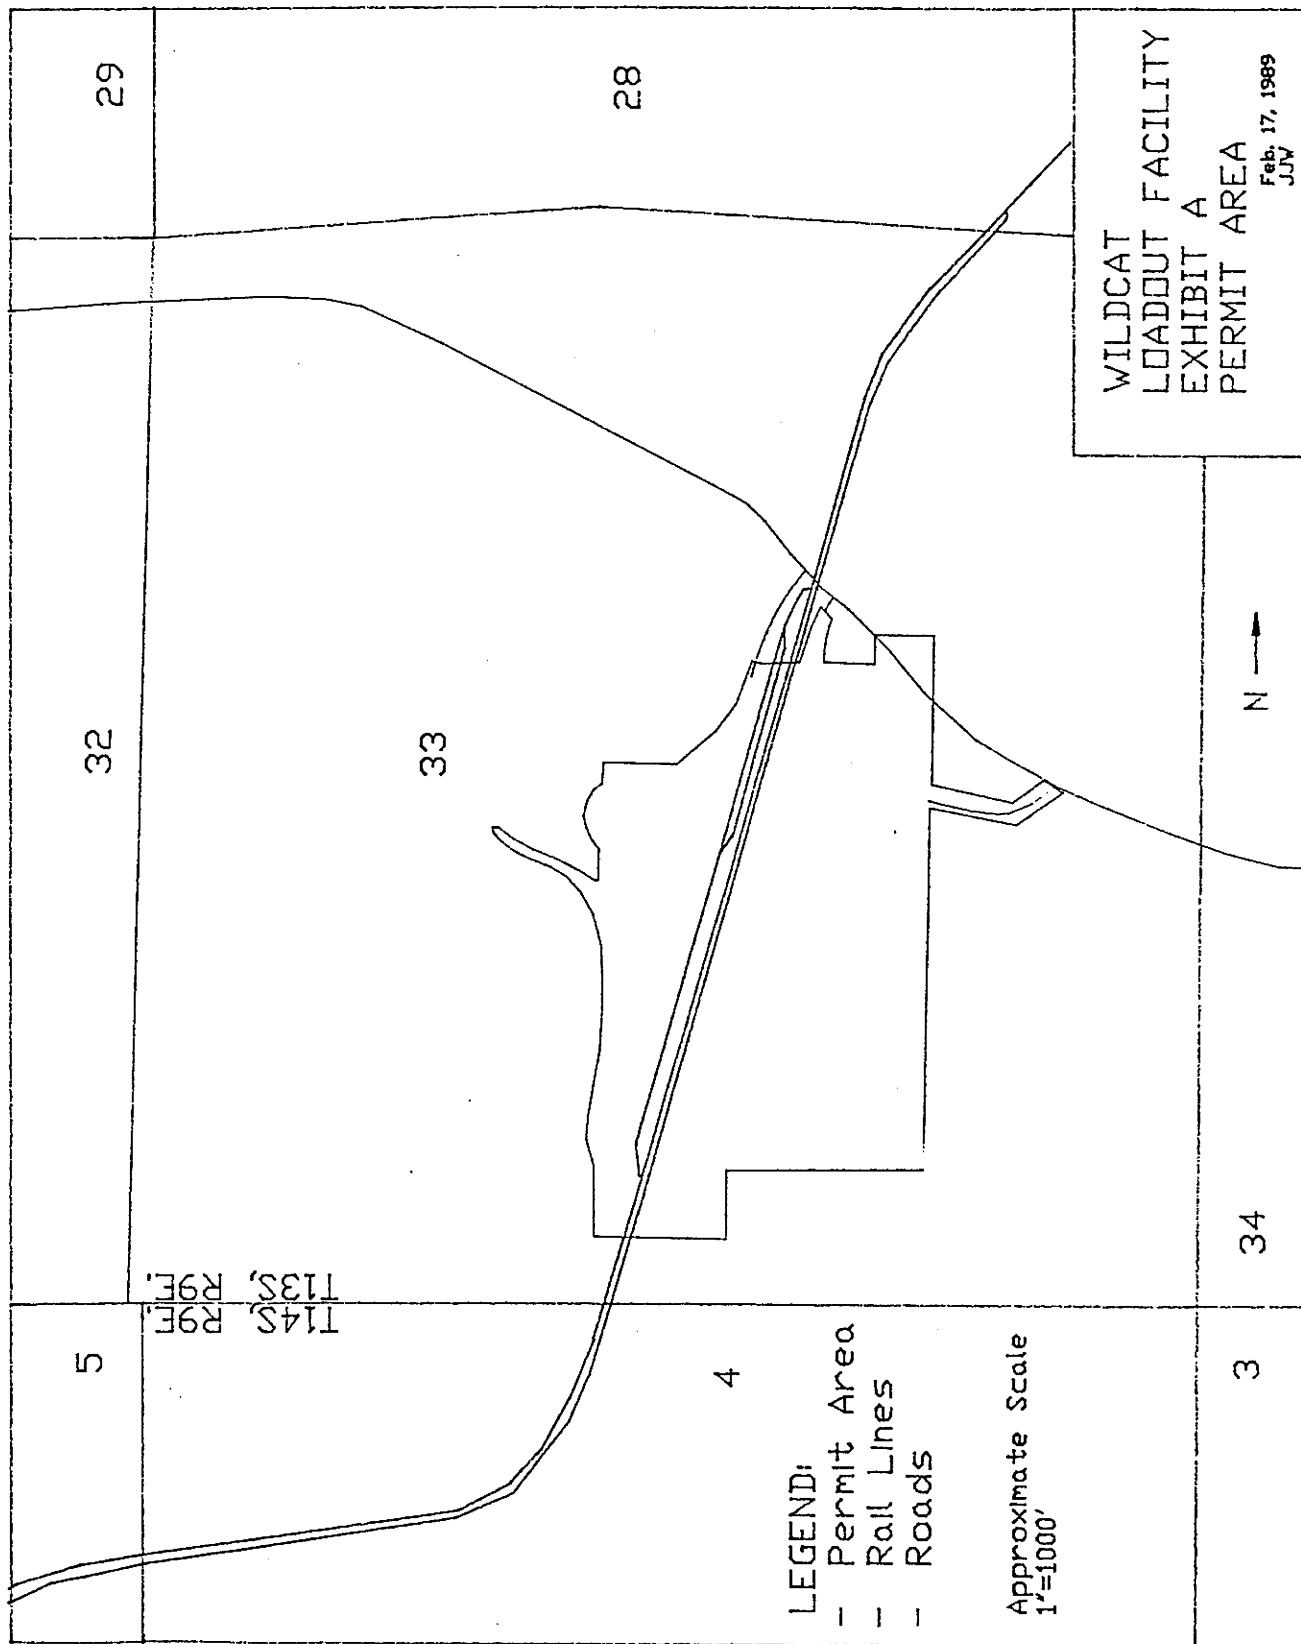 29
28
32
33
T14S, R9E.
T13S, R9E.
5
4
34
3
LEGEND:
- Permit Area
- Rail Lines
- Roads
Approximate Scale
1"=1000'
N
WILDCAT
LOADOUT FACILITY
EXHIBIT A
PERMIT AREA
Feb. 17, 1989
JJW